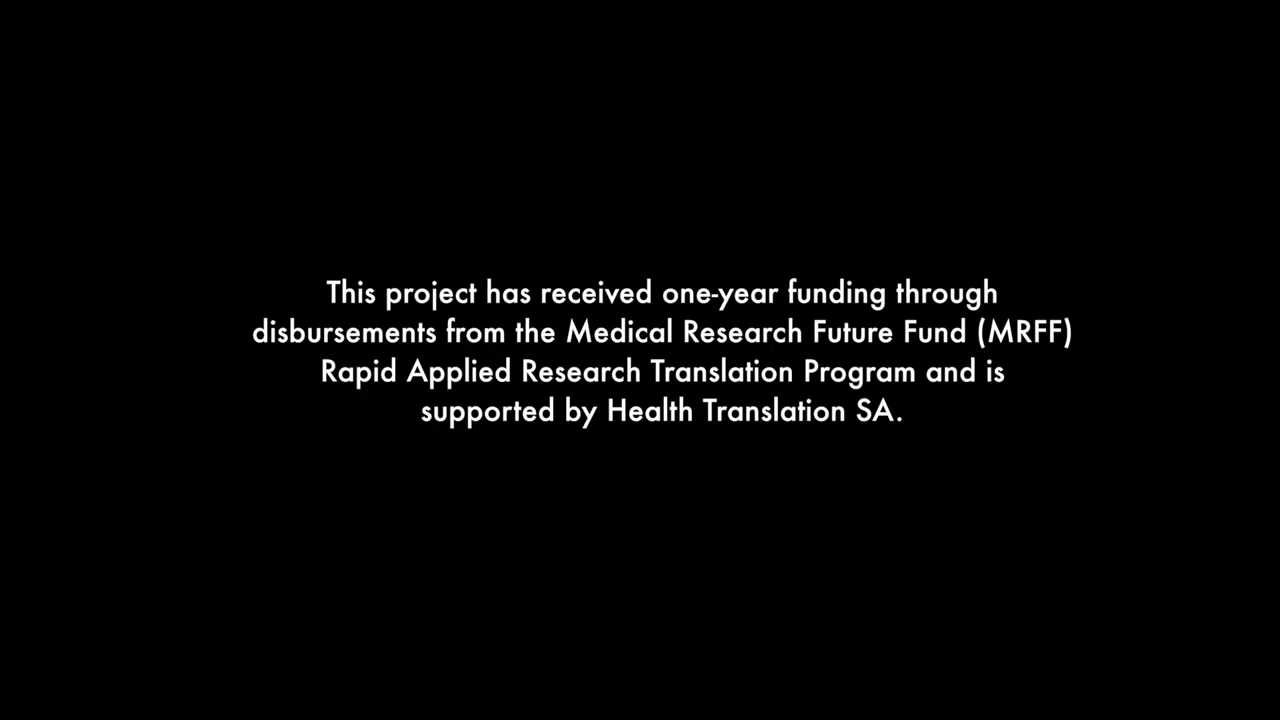 This project has received one-year funding through
disbursements from the Medical Research Future Fund (MRFF)
Rapid Applied Research Translation Program and is
supported by Health Translation SA.